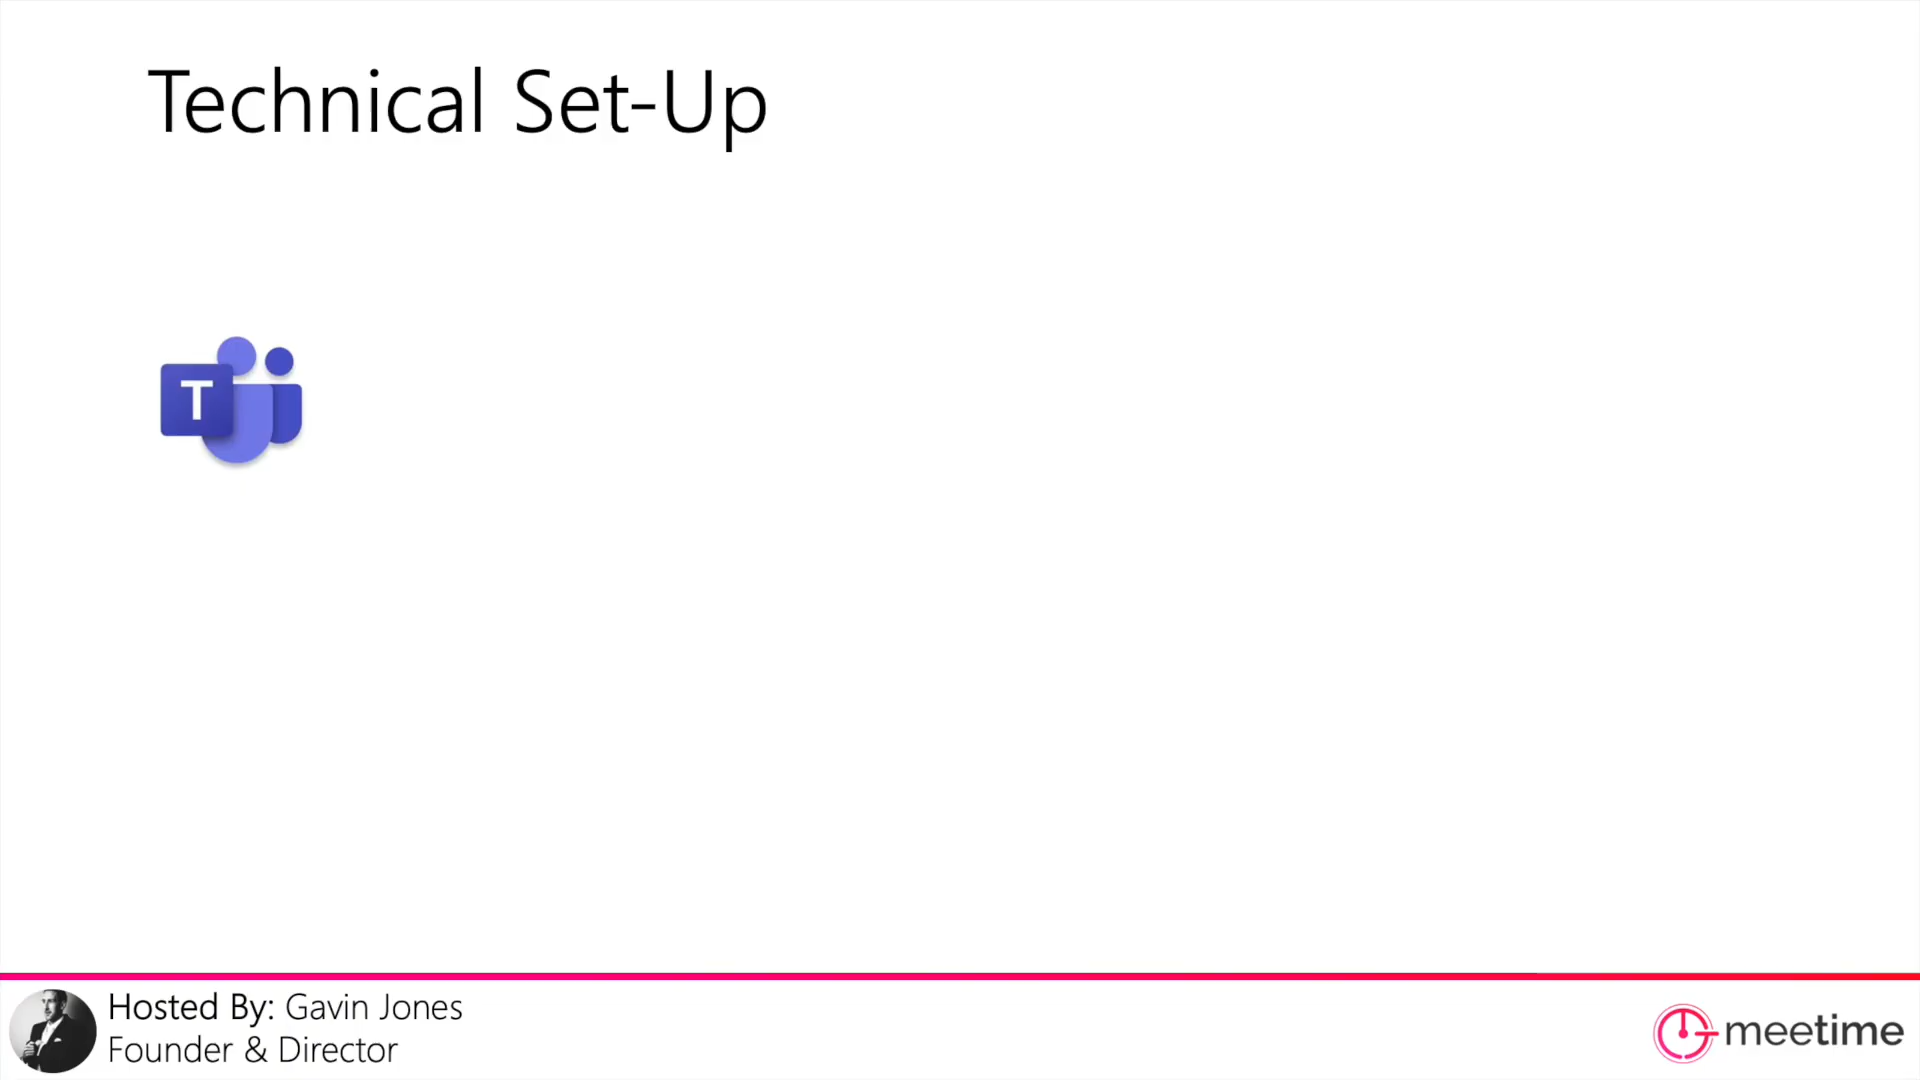 Technical Set-Up
T
Hosted By: Gavin Jones
Founder & Director
meetime